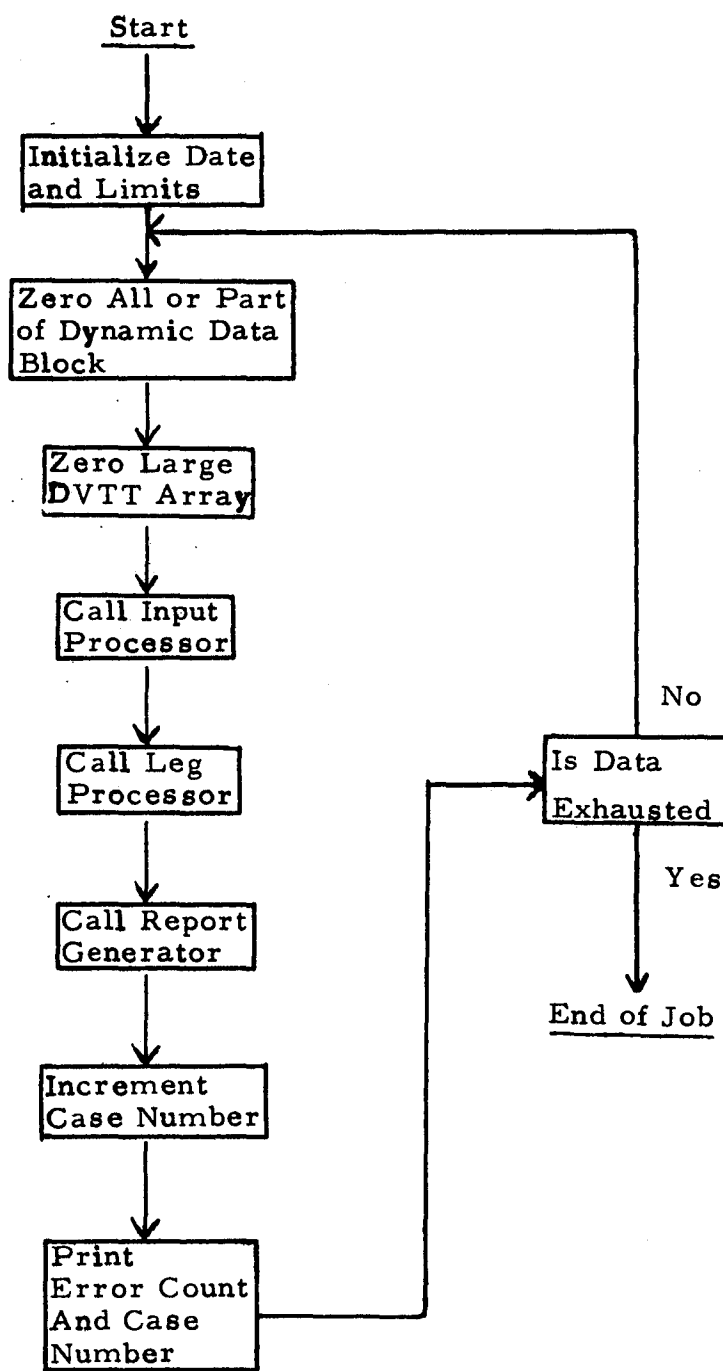 Start
Initialize Date
and Limits
Zero All or Part
of Dynamic Data
Block
Zero Large
DVTT Array
Call Input
Processor
Call Leg
Processor
Call Report
Generator
Increment
Case Number
Print
Error Count
And Case
Number
No
Is Data
Exhausted
Yes
End of Job